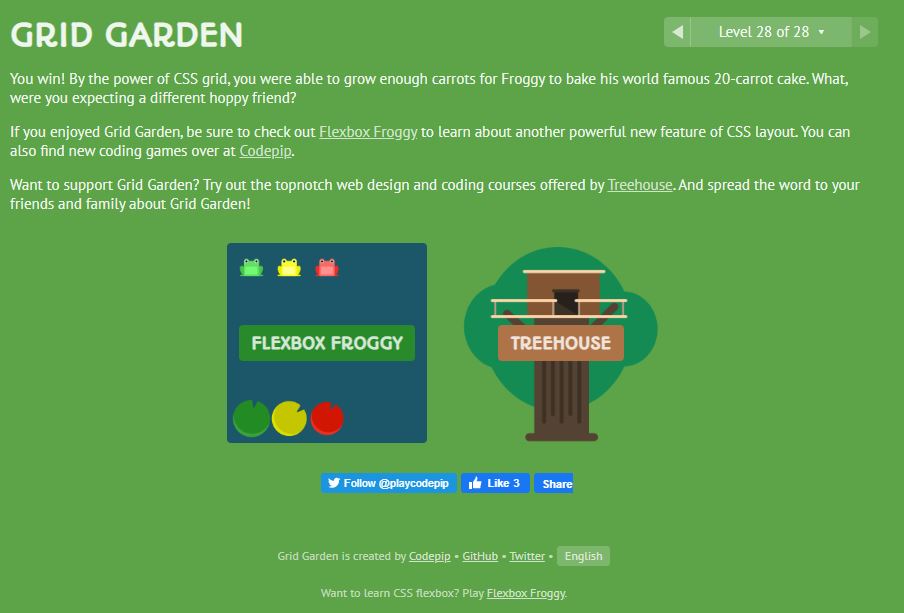 GRID GARDEN
Level 28 of 28
You win! By the power of CSS grid, you were able to grow enough carrots for Froggy to bake his world famous 20-carrot cake. What,
were you expecting a different hoppy friend?
If you enjoyed Grid Garden, be sure to check out Flexbox Froggy to learn about another powerful new feature of CSS layout. You can
also find new coding games over at Codepip.
Want to support Grid Garden? Try out the topnotch web design and coding courses offered by Treehouse. And spread the word to your
friends and family about Grid Garden!
FLEXBOX FROGGY
TREEHOUSE
Follow @playcodepip Like 3 Share
Grid Garden is created by Codepip • GitHub • Twitter • English
Want to learn CSS flexbox? Play Flexbox Froggy.